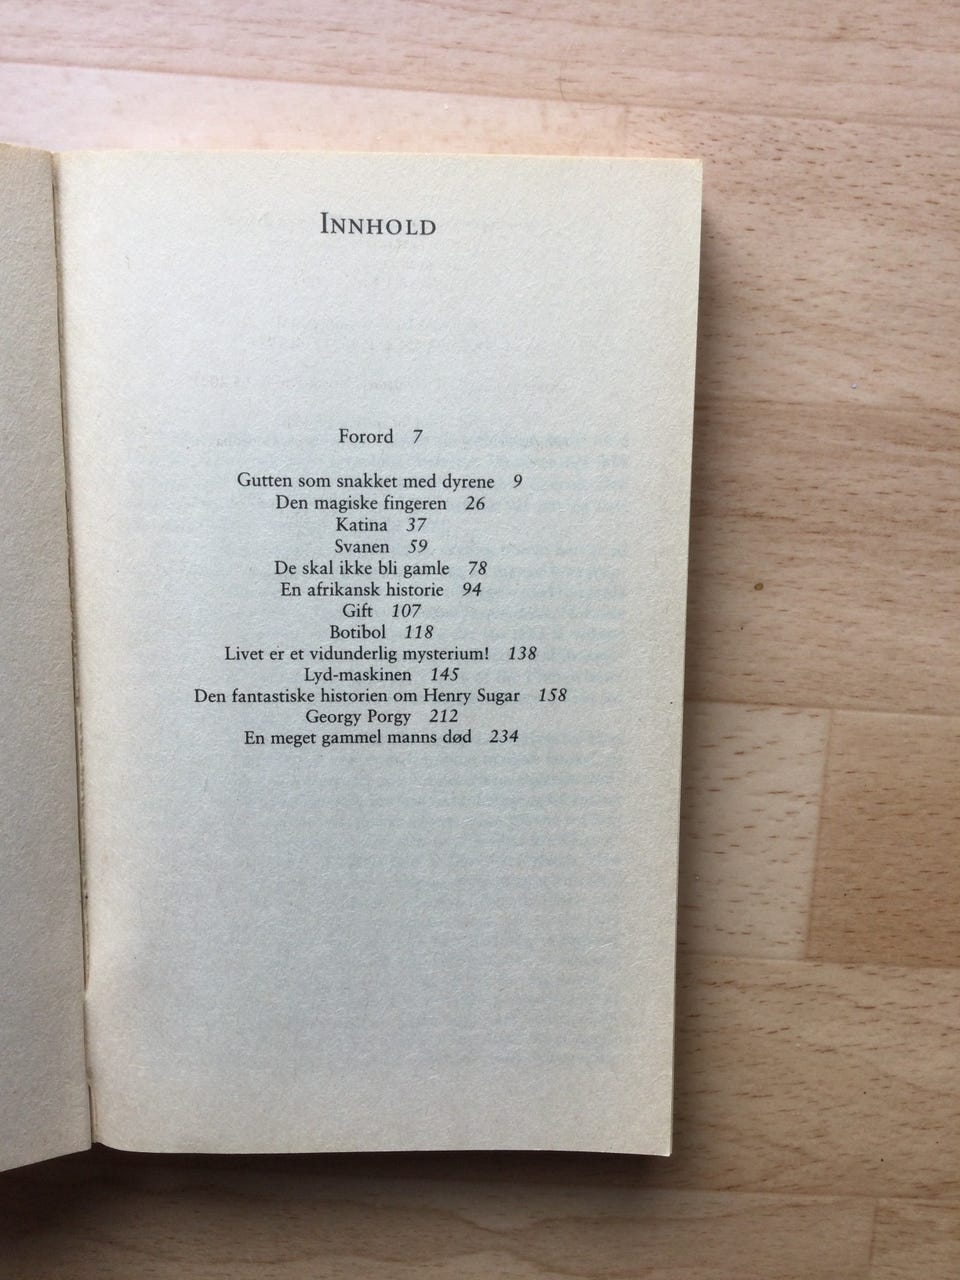 INNHOLD
Forord 7
Gutten som snakket med dyrene 9
Den magiske fingeren 26
Katina 37
Svanen 59
De skal ikke bli gamle 78
En afrikansk historie 94
Gift 107
Botibol 118
Livet er et vidunderlig mysterium! 138
Lyd-maskinen 145
Den fantastiske historien om Henry Sugar 158
Georgy Porgy 212
En meget gammel manns død 234